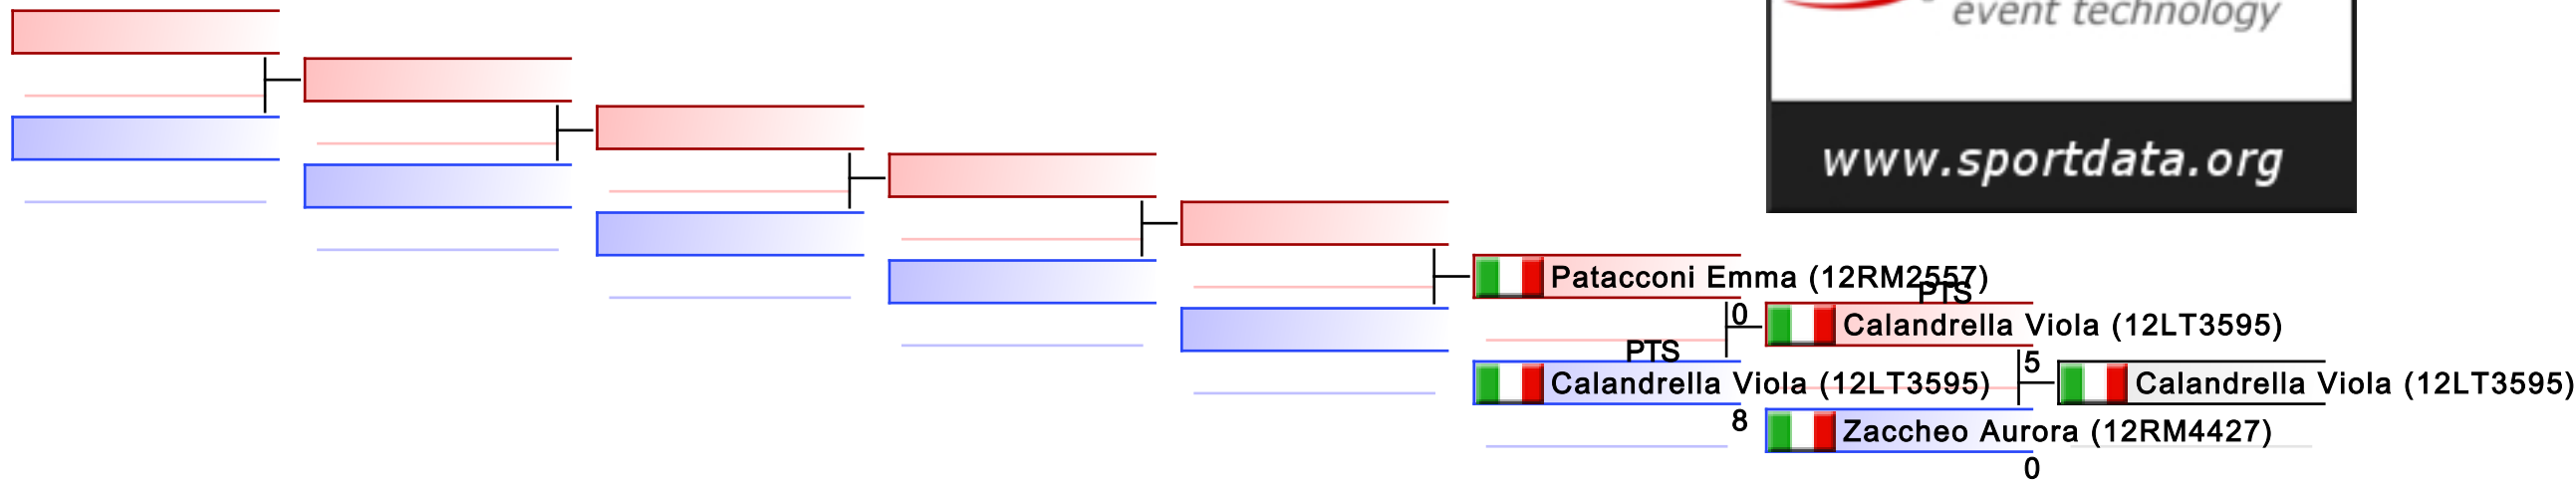 event technology
www.sportdata.org
Patacconi Emma (12RM2557)
PTS
0
Calandrella Viola (12LT3595)
PTS
5
Calandrella Viola (12LT3595)
Calandrella Viola (12LT3595)
8
Zaccheo Aurora (12RM4427)
0